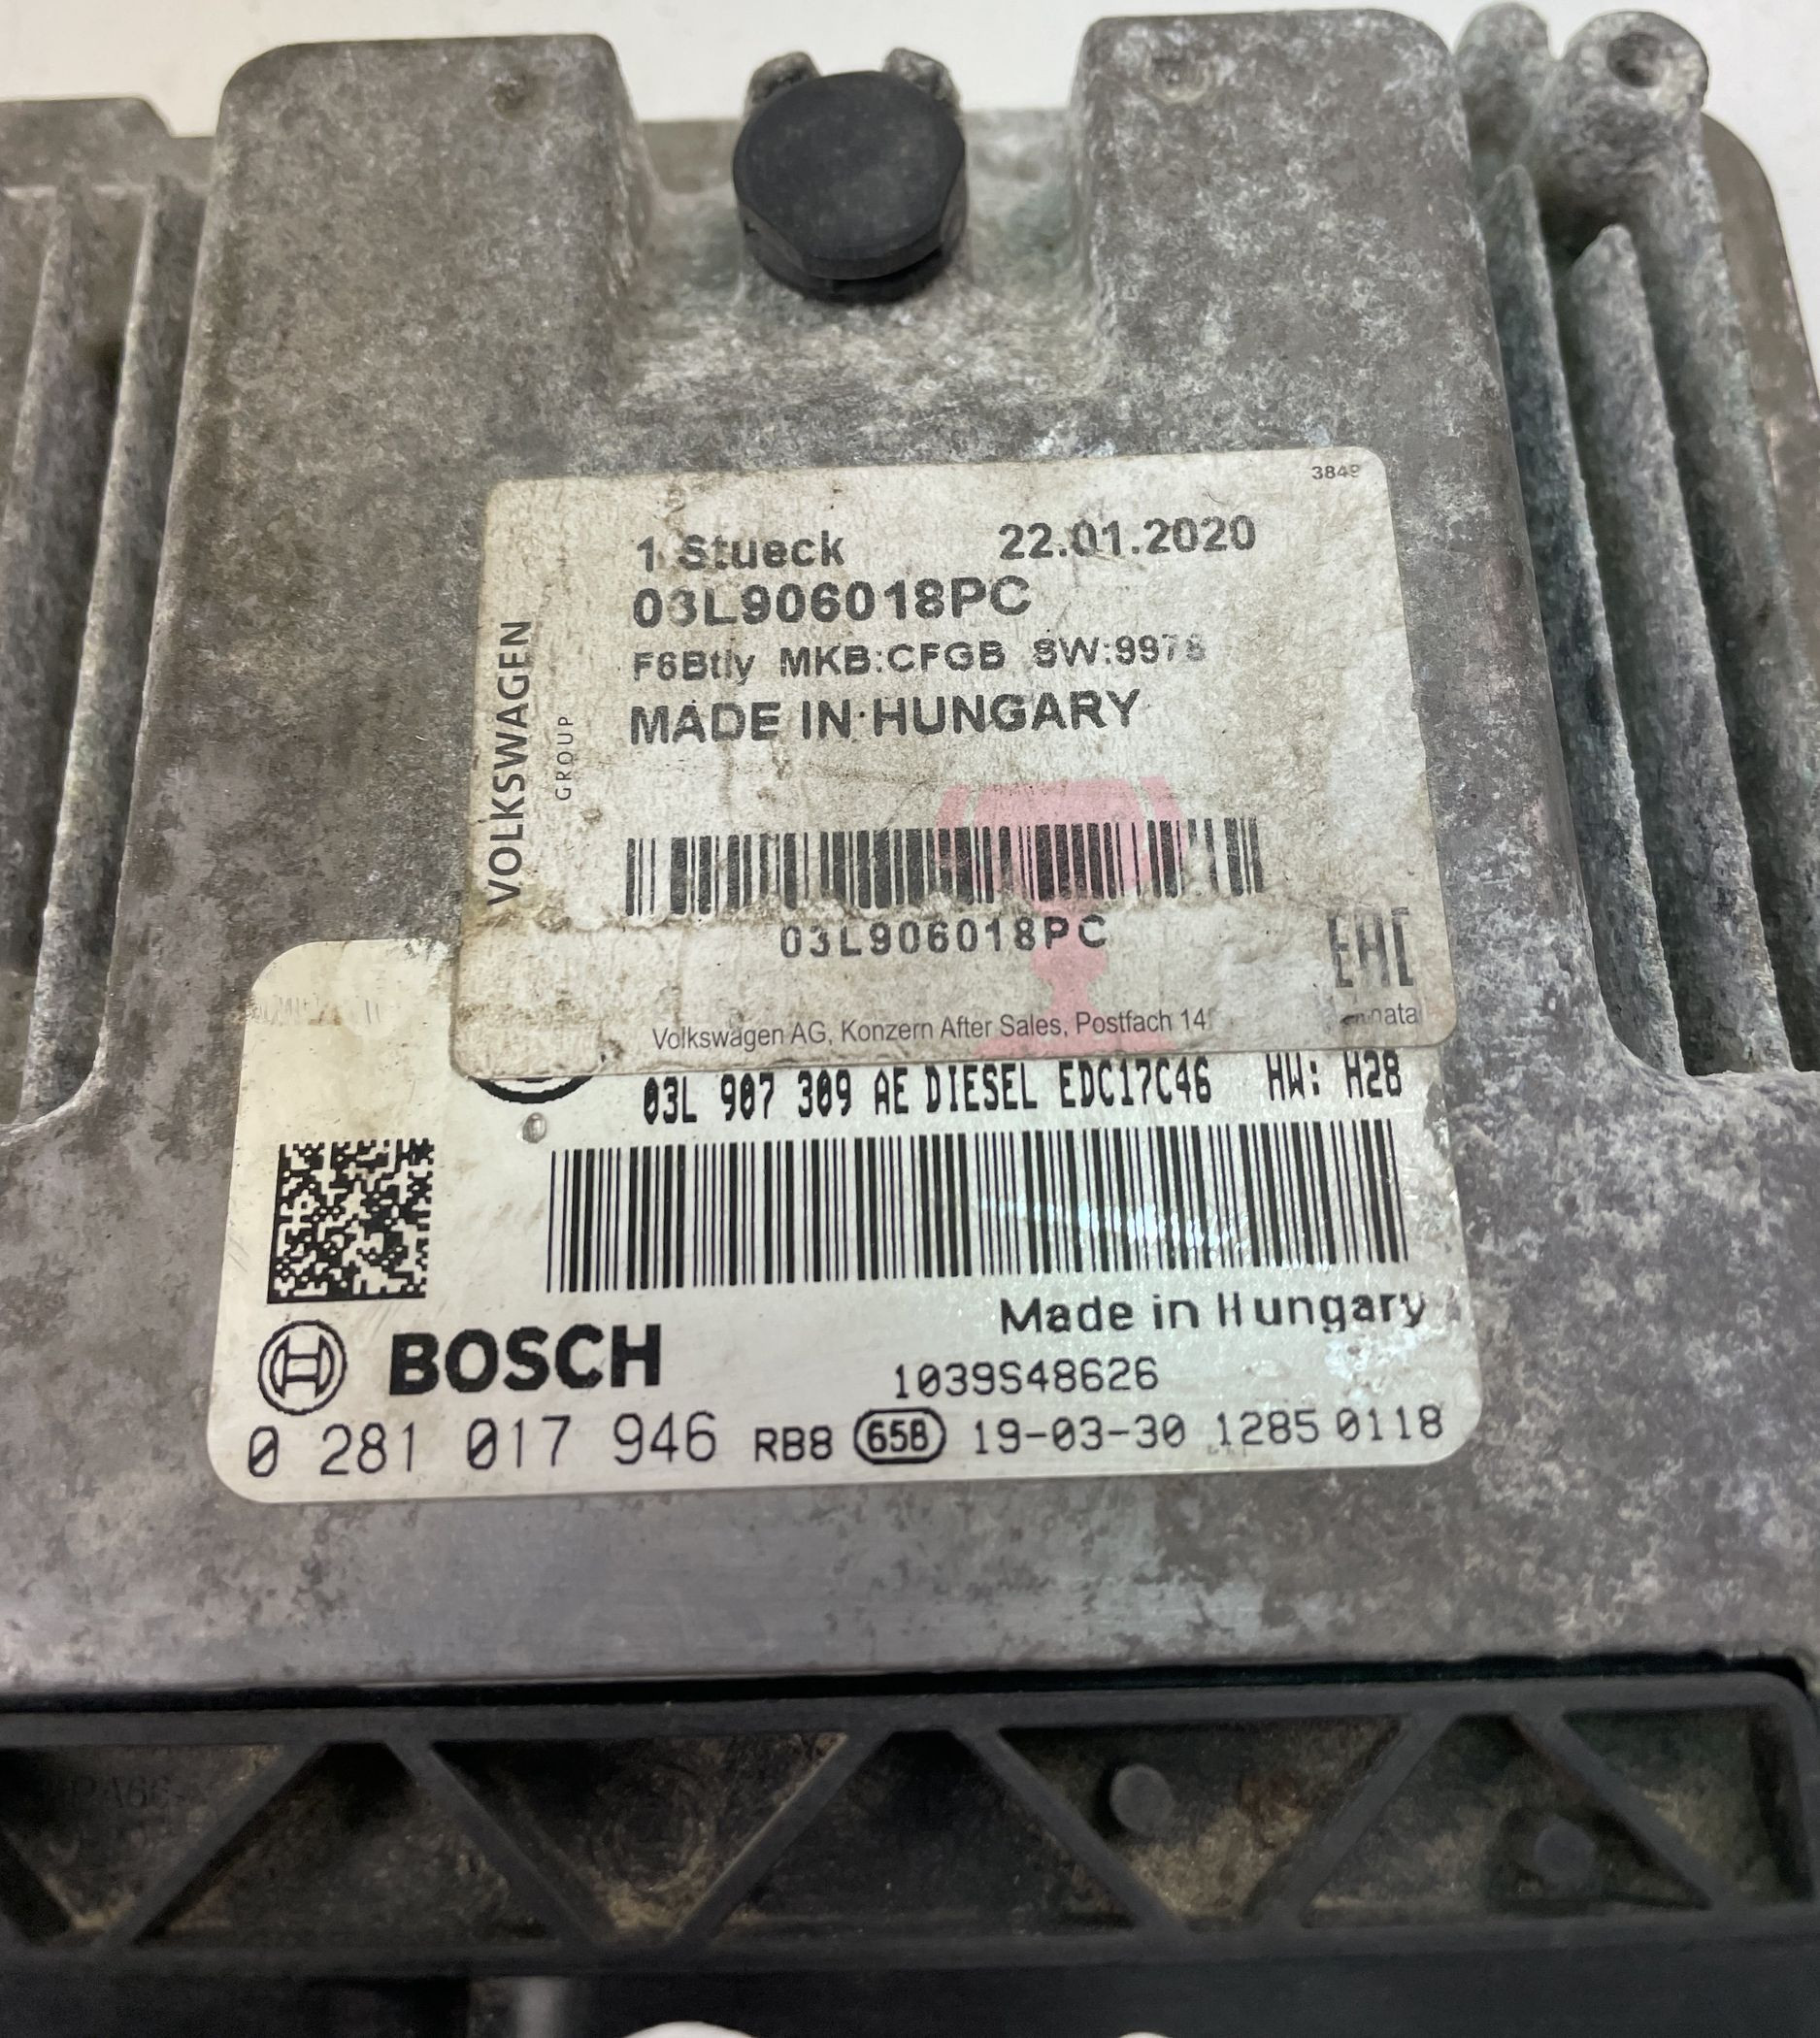 3849
1 Stueck 22.01.2020
03L906018PC
F6Btly MKB:CFGB SW:9978
MADE IN HUNGARY
VOLKSWAGEN
GROUP
03L906018PC
EAC
Volkswagen AG, Konzern After Sales, Postfach 14
03L 907 309 AE DIESEL EDC17C46 HW: H28
Made in Hungary
BOSCH
1039S48626
0 281 017 946 RB8 658 19-03-30 1285 0118